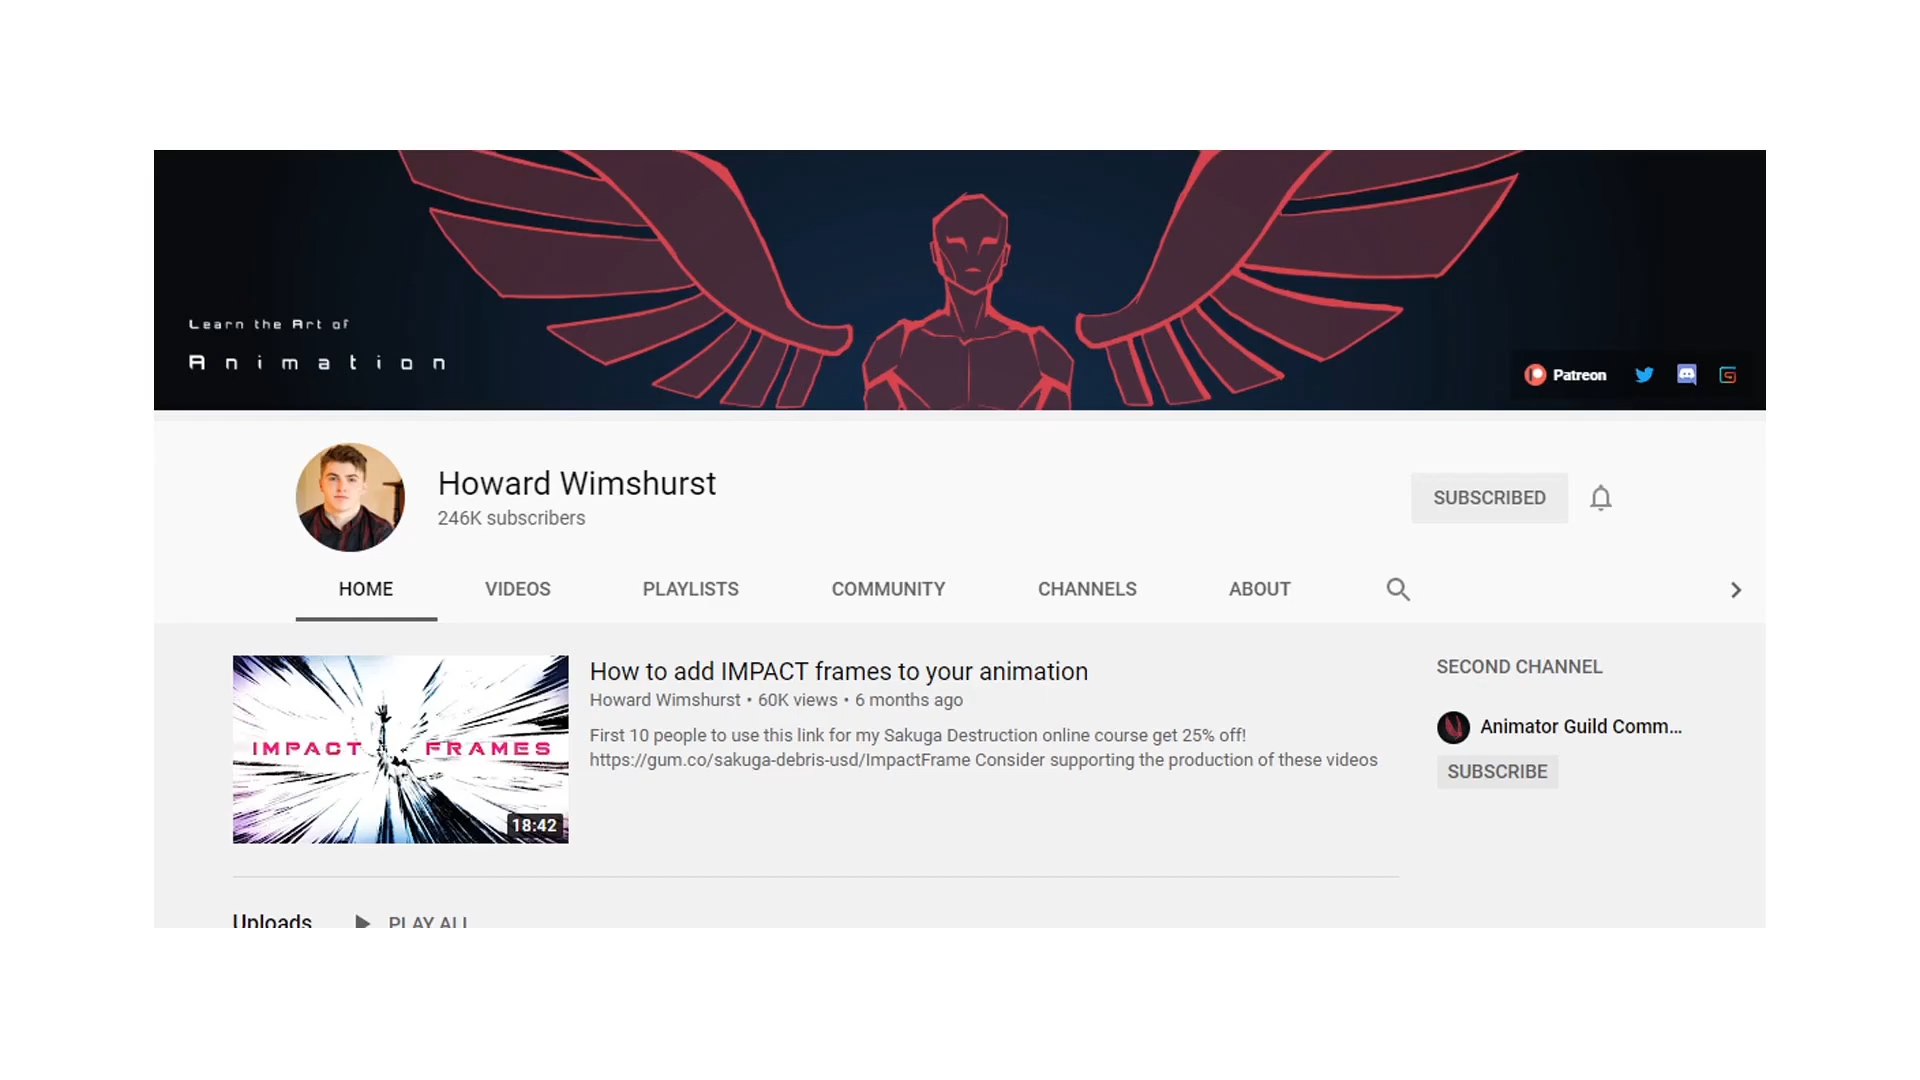 Learn the Art of
Animation
Patreon
Howard Wimshurst
246K subscribers
SUBSCRIBED
HOME VIDEOS PLAYLISTS COMMUNITY CHANNELS ABOUT
IMPACT FRAMES
18:42
How to add IMPACT frames to your animation
Howard Wimshurst • 60K views • 6 months ago
First 10 people to use this link for my Sakuga Destruction online course get 25% off!
https://gum.co/sakuga-debris-usd/ImpactFrame Consider supporting the production of these videos
SECOND CHANNEL
Animator Guild Comm...
SUBSCRIBE
Uploads PLAY ALL